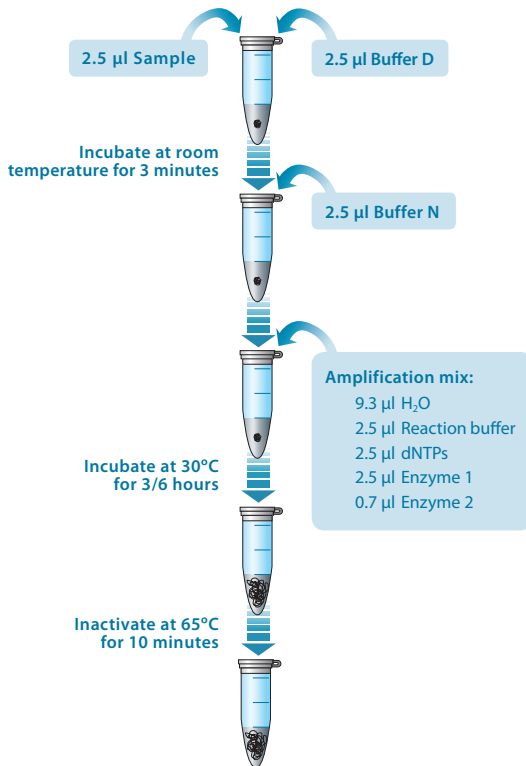 2.5 µl Sample
2.5 µl Buffer D
Incubate at room
temperature for 3 minutes
2.5 µl Buffer N
Amplification mix:
9.3 µl H₂O
2.5 µl Reaction buffer
2.5 µl dNTPs
2.5 µl Enzyme 1
0.7 µl Enzyme 2
Incubate at 30ºC
for 3/6 hours
Inactivate at 65ºC
for 10 minutes